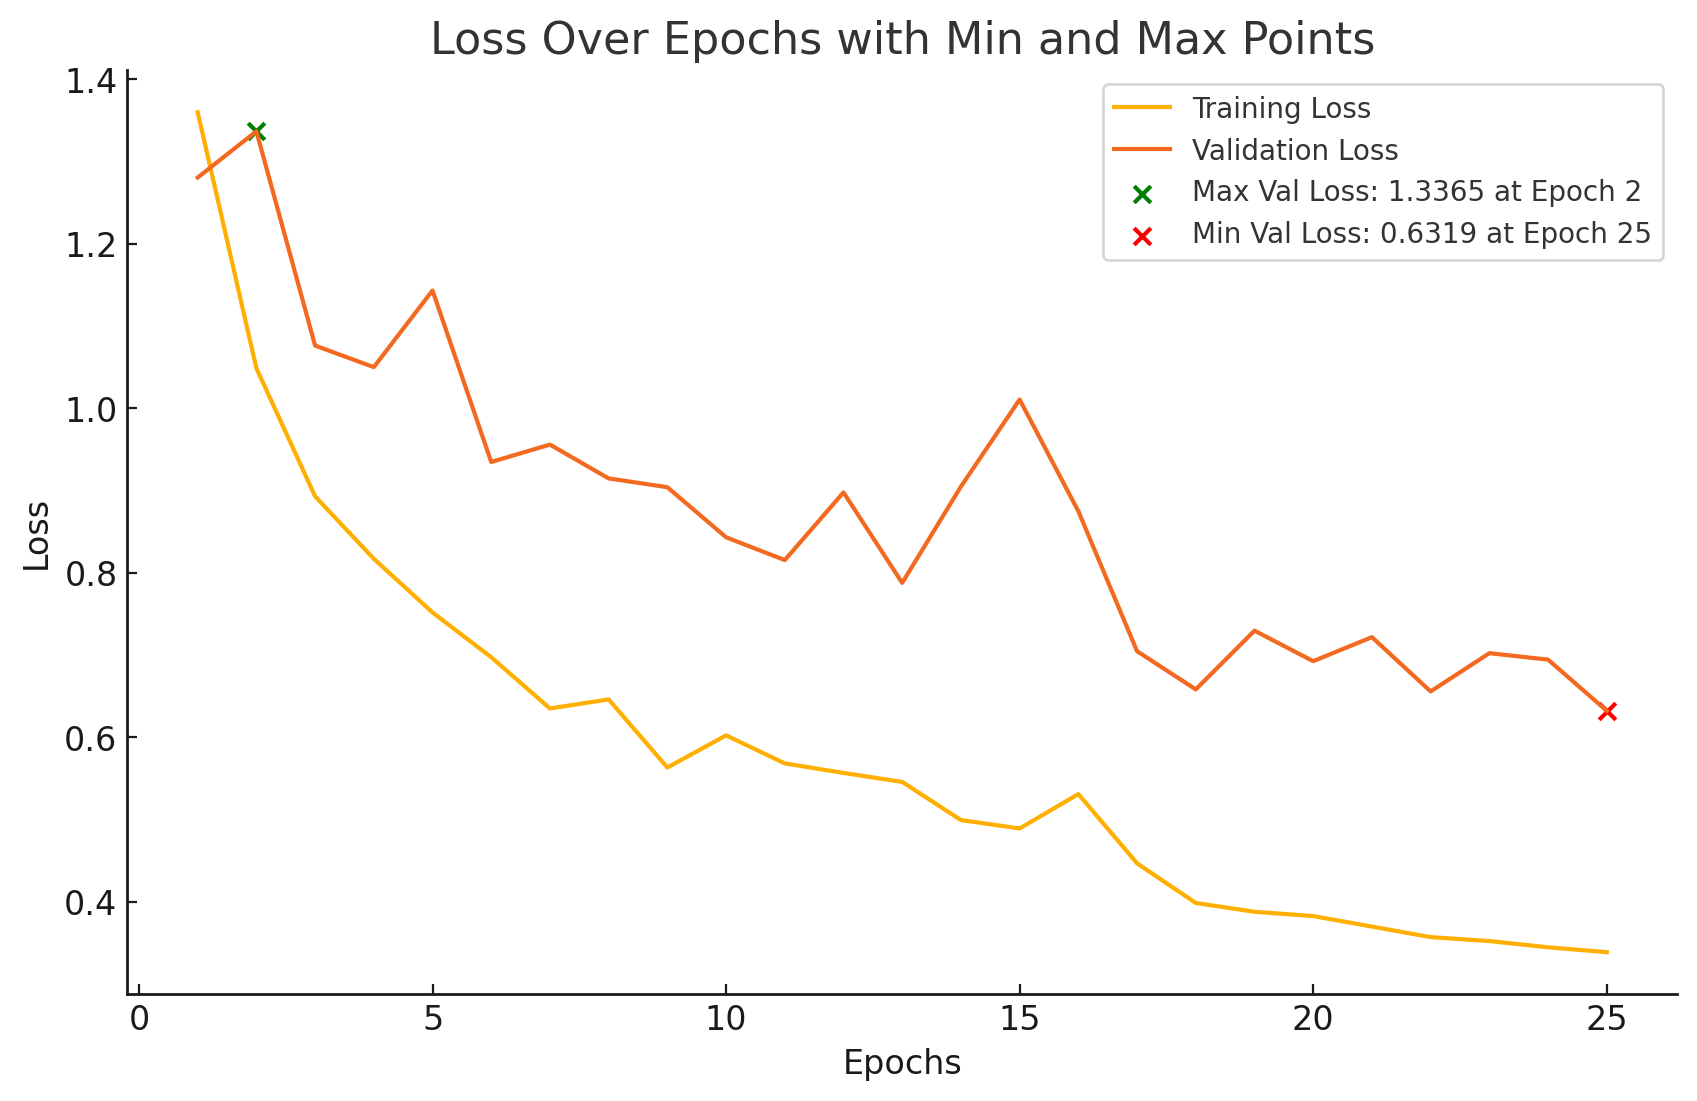 Loss Over Epochs with Min and Max Points
Training Loss
Validation Loss
Max Val Loss: 1.3365 at Epoch 2
Min Val Loss: 0.6319 at Epoch 25
1.4
1.2
1.0
0.8
0.6
0.4
Loss
0 5 10 15 20 25
Epochs